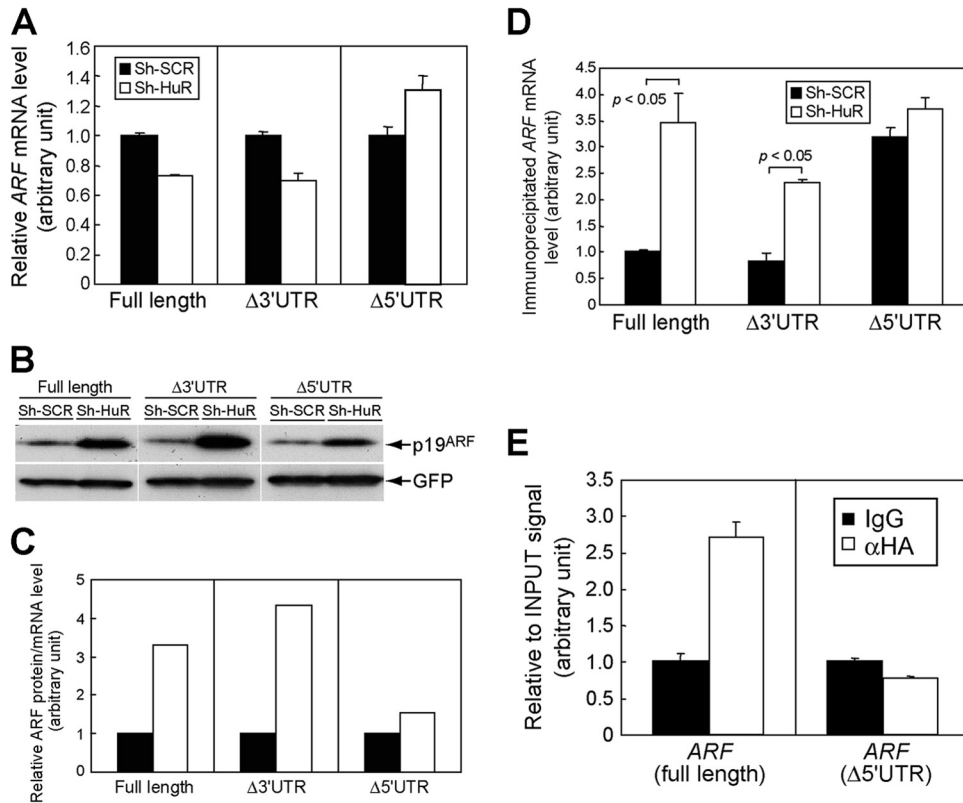 A
Relative ARF mRNA level
(arbitrary unit)
1.6
1.4
1.2
1.0
0.8
0.6
0.4
0.2
0
Sh-SCR
Sh-HuR
Full length
Δ3'UTR
Δ5'UTR
B
Full length
Δ3'UTR
Δ5'UTR
Sh-SCR Sh-HuR
Sh-SCR Sh-HuR
Sh-SCR Sh-HuR
p19ARF
GFP
C
Relative ARF protein/mRNA level
(arbitrary unit)
5
4
3
2
1
0
Full length
Δ3'UTR
Δ5'UTR
D
Immunoprecipitated ARF mRNA
level (arbitrary unit)
4.5
4.0
3.5
3.0
2.5
2.0
1.5
1.0
0.5
0
p < 0.05
p < 0.05
Sh-SCR
Sh-HuR
Full length
Δ3'UTR
Δ5'UTR
E
Relative to INPUT signal
(arbitrary unit)
3.5
3.0
2.5
2.0
1.5
1.0
0.5
0
IgG
αHA
ARF
(full length)
ARF
(Δ5'UTR)